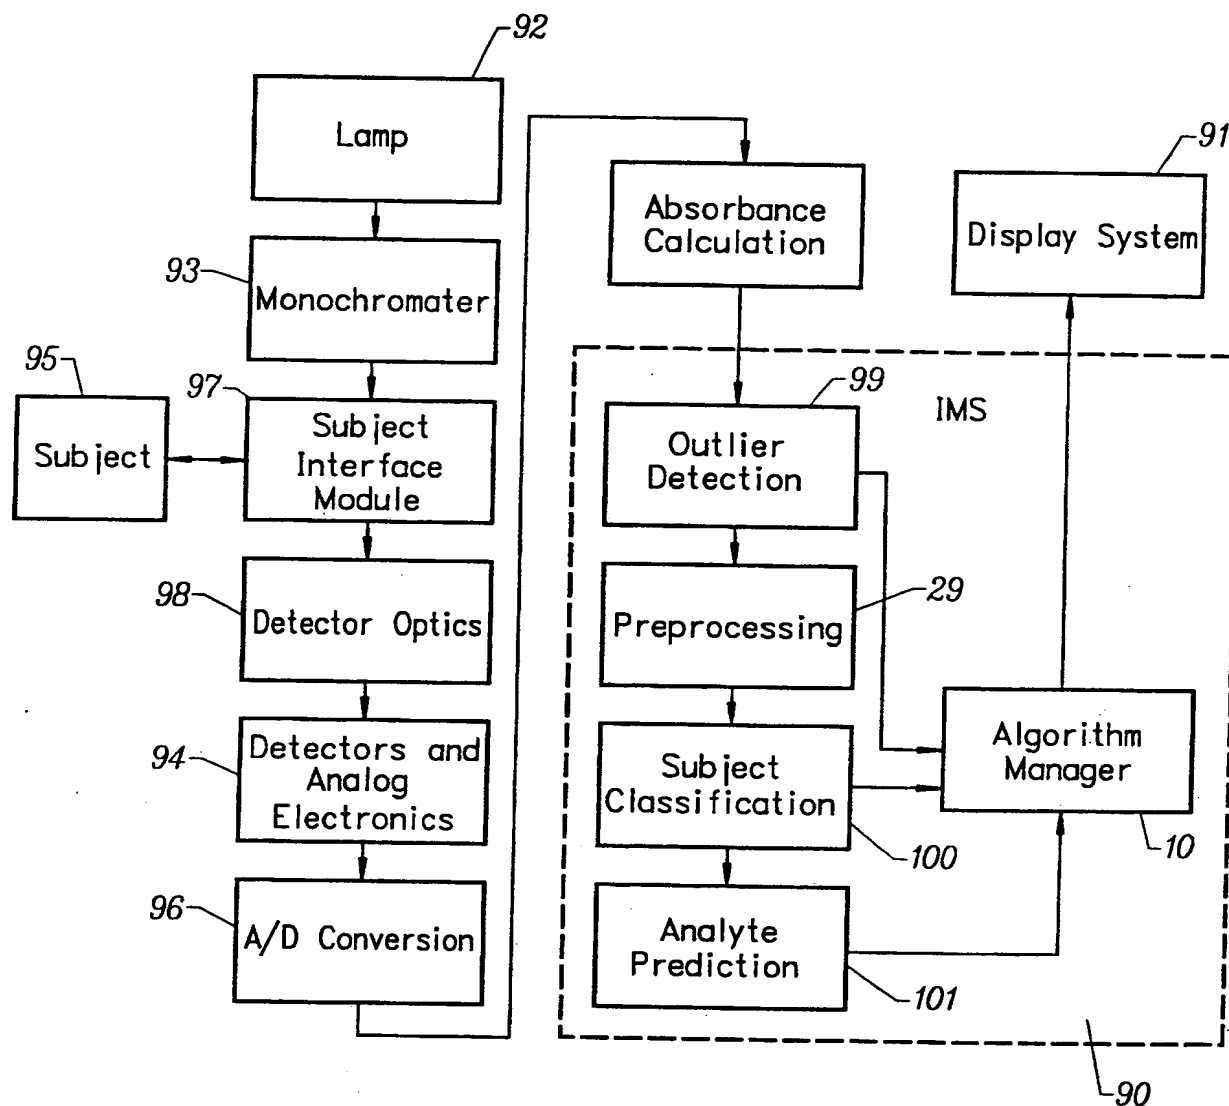 92
Lamp
93
Monochromater
95
Subject
97
Subject
Interface
Module
98
Detector Optics
94
Detectors and
Analog
Electronics
96
A/D Conversion
Absorbance
Calculation
91
Display System
IMS
99
Outlier
Detection
29
Preprocessing
Subject
Classification
100
Algorithm
Manager
10
Analyte
Prediction
101
90